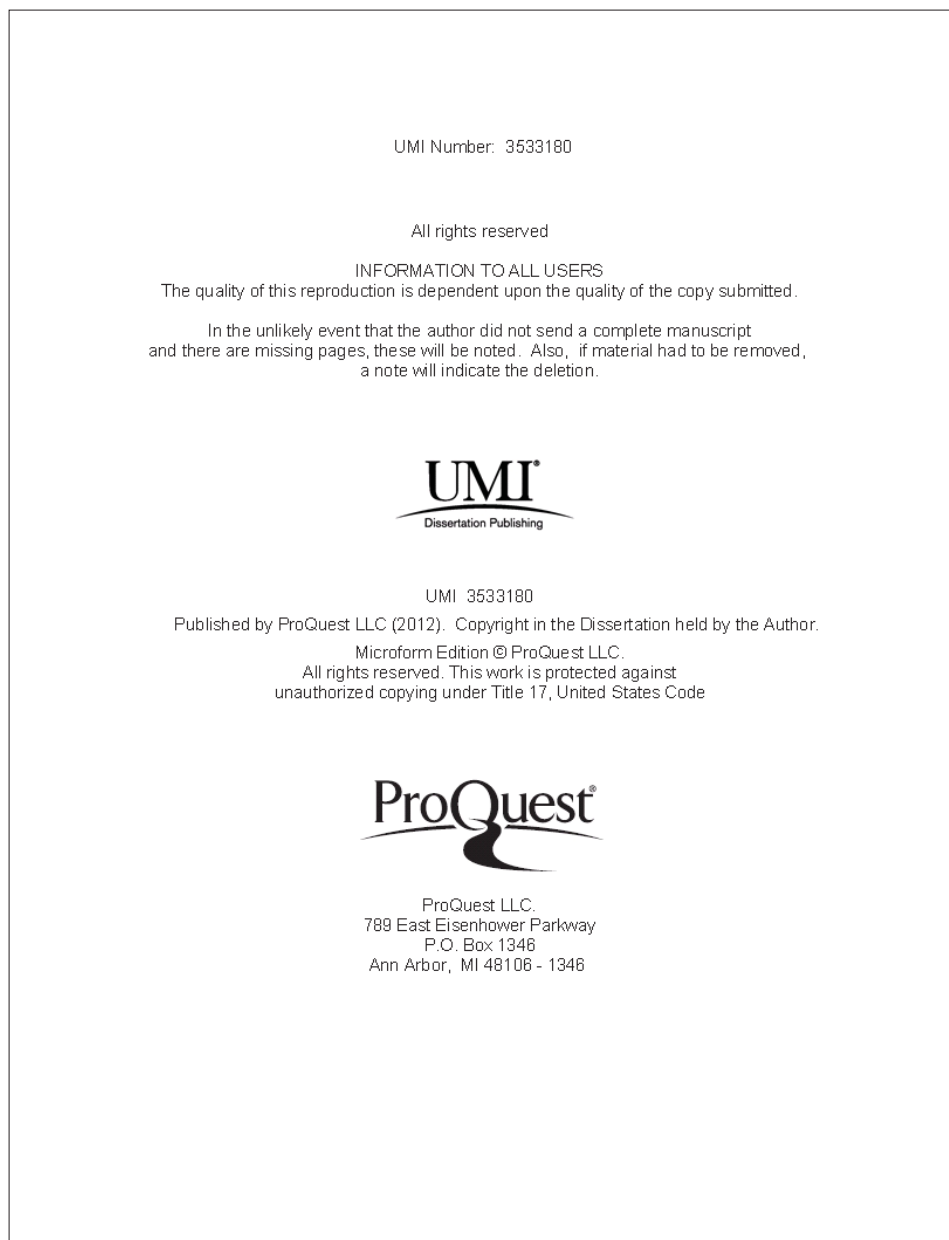 UMI Number: 3533180
All rights reserved
INFORMATION TO ALL USERS
The quality of this reproduction is dependent upon the quality of the copy submitted.
In the unlikely event that the author did not send a complete manuscript
and there are missing pages, these will be noted. Also, if material had to be removed,
a note will indicate the deletion.
UMI®
Dissertation Publishing
UMI 3533180
Published by ProQuest LLC (2012). Copyright in the Dissertation held by the Author.
Microform Edition © ProQuest LLC.
All rights reserved. This work is protected against
unauthorized copying under Title 17, United States Code
ProQuest®
ProQuest LLC.
789 East Eisenhower Parkway
P.O. Box 1346
Ann Arbor, MI 48106 - 1346